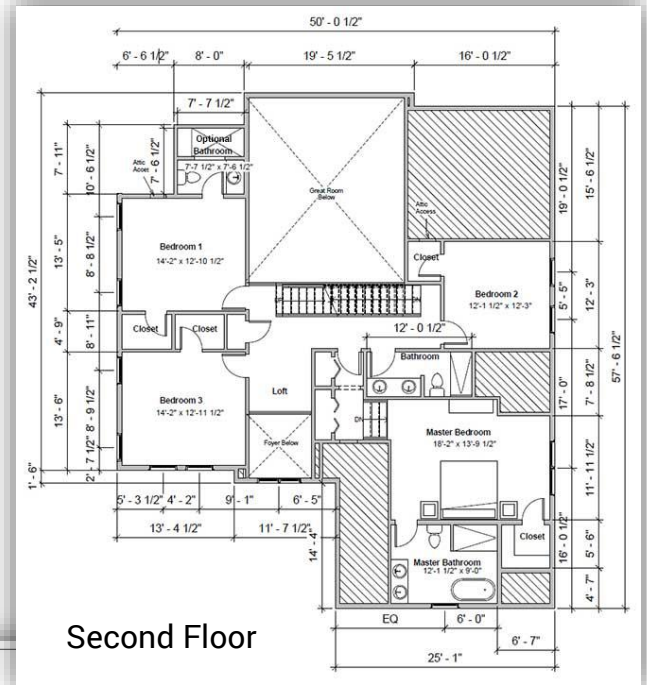 50' - 0 1/2"
6' - 6 1/2"
8' - 0"
19' - 5 1/2"
16' - 0 1/2"
7' - 7 1/2"
Optional
Bathroom
7'-7 1/2" x 7'-6 1/2"
7' - 6 1/2"
7' - 11"
10' - 6 1/2"
Attic
Access
Great Room
Below
Attic
Access
19' - 0 1/2"
15' - 6 1/2"
Bedroom 1
14'-2" x 12'-10 1/2"
13' - 5"
8' - 8 1/2"
43' - 2 1/2"
Closet
Bedroom 2
12'-1 1/2" x 12'-3"
5' - 5"
12' - 3"
DN
DN
12' - 0 1/2"
4' - 9"
8' - 11"
Closet
Closet
Bathroom
57' - 6 1/2"
7' - 8 1/2"
17' - 0"
Bedroom 3
14'-2" x 12'-11 1/2"
Loft
13' - 6"
8' - 9 1/2"
DN
Master Bedroom
18'-2" x 13'-9 1/2"
Foyer Below
11' - 11 1/2"
2' - 7 1/2"
1' - 6"
5' - 3 1/2"
4' - 2"
9' - 1"
6' - 5"
13' - 4 1/2"
11' - 7 1/2"
14' - 4"
Closet
16' - 0 1/2"
5' - 6"
Master Bathroom
12'-1 1/2" x 9'-0"
4' - 7"
EQ
6' - 0"
6' - 7"
25' - 1"
Second Floor